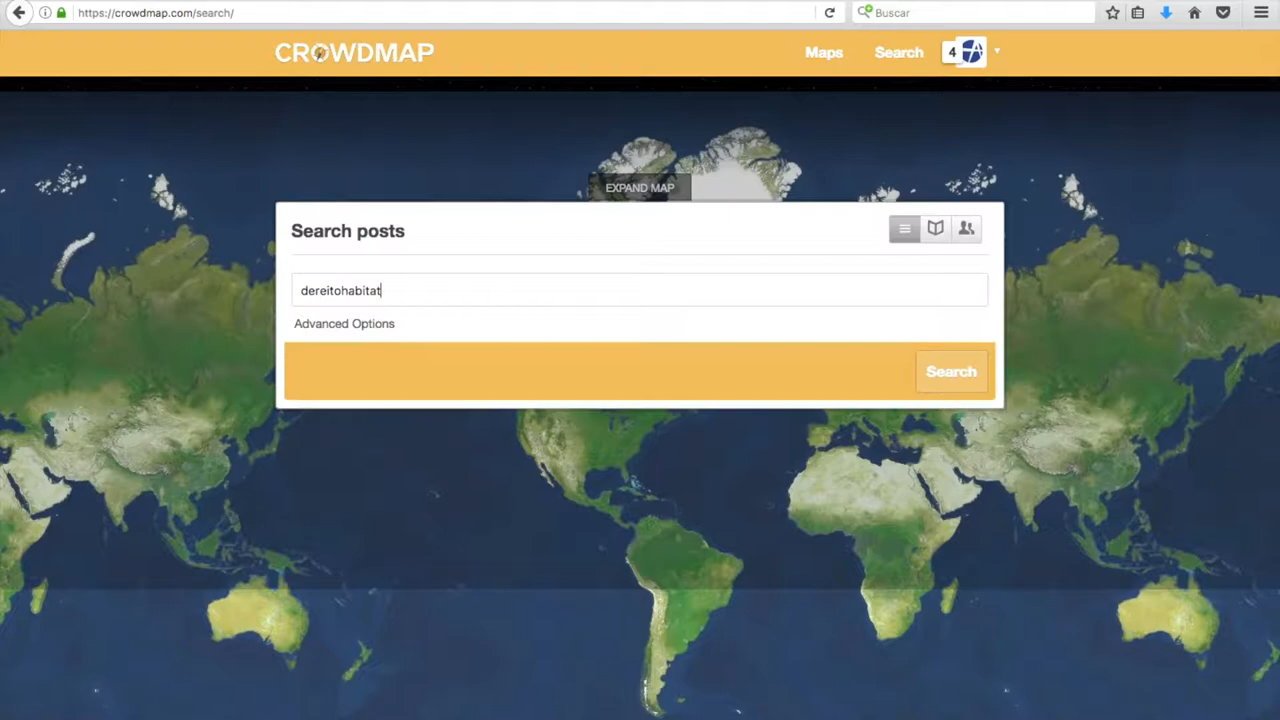 https://crowdmap.com/search/
Buscar
CROWDMAP
Maps
Search
4
EXPAND MAP
Search posts
dereitohabitat
Advanced Options
Search